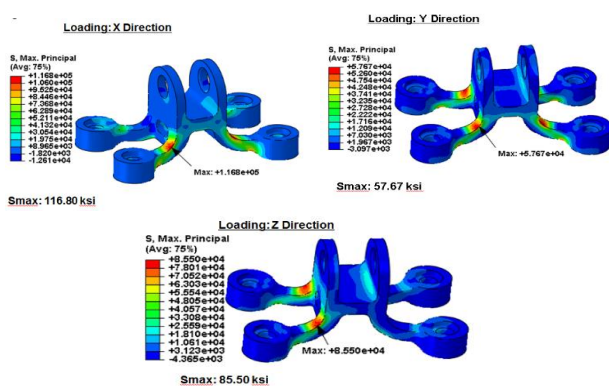 Loading: X Direction
S, Max. Principal
(Avg: 75%)
+1.168e+05
+1.060e+05
+9.525e+04
+8.446e+04
+7.368e+04
+6.289e+04
+5.211e+04
+4.132e+04
+3.054e+04
+1.975e+04
+8.965e+03
-1.820e+03
-1.261e+04
Max: +1.168e+05
Smax: 116.80 ksi
Loading: Y Direction
S, Max. Principal
(Avg: 75%)
+5.767e+04
+5.260e+04
+4.754e+04
+4.248e+04
+3.741e+04
+3.235e+04
+2.728e+04
+2.222e+04
+1.716e+04
+1.209e+04
+7.030e+03
+1.967e+03
-3.097e+03
Max: +5.767e+04
Smax: 57.67 ksi
Loading: Z Direction
S, Max. Principal
(Avg: 75%)
+8.550e+04
+7.801e+04
+7.052e+04
+6.303e+04
+5.554e+04
+4.805e+04
+4.057e+04
+3.308e+04
+2.559e+04
+1.810e+04
+1.061e+04
+3.123e+03
-4.365e+03
Max: +8.550e+04
Smax: 85.50 ksi